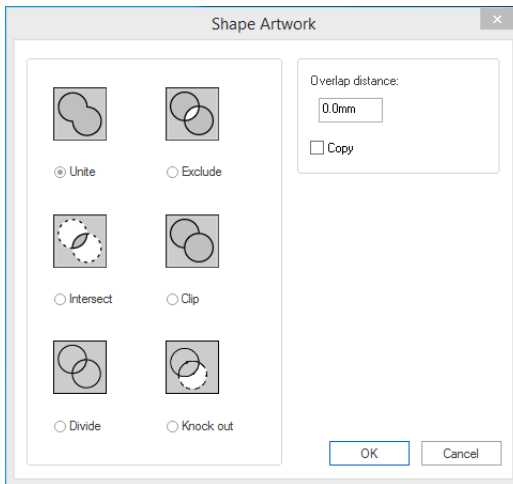 Shape Artwork
Unite
Exclude
Intersect
Clip
Divide
Knock out
Overlap distance:
0.0mm
Copy
OK
Cancel